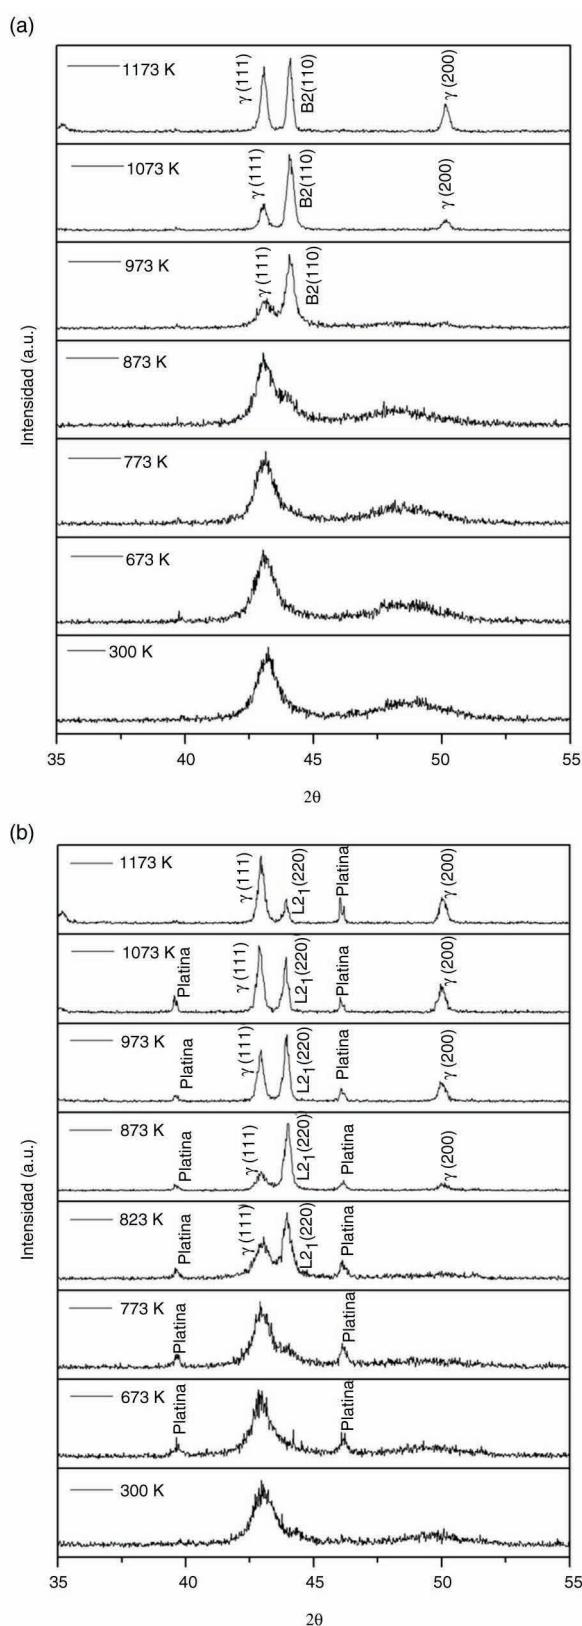 (a)
1173 K
γ (111)
B2(110)
γ (200)
1073 K
γ (111)
B2(110)
γ (200)
973 K
γ (111)
B2(110)
873 K
773 K
673 K
300 K
Intensidad (a.u.)
35 40 45 50 55
2θ
(b)
1173 K
γ (111)
L2₁(220)
Platina
γ (200)
1073 K
Platina
γ (111)
L2₁(220)
Platina
γ (200)
973 K
Platina
γ (111)
L2₁(220)
Platina
γ (200)
873 K
Platina
γ (111)
L2₁(220)
Platina
γ (200)
823 K
Platina
γ (111)
L2₁(220)
Platina
773 K
Platina
Platina
673 K
Platina
Platina
300 K
Intensidad (a.u.)
35 40 45 50 55
2θ